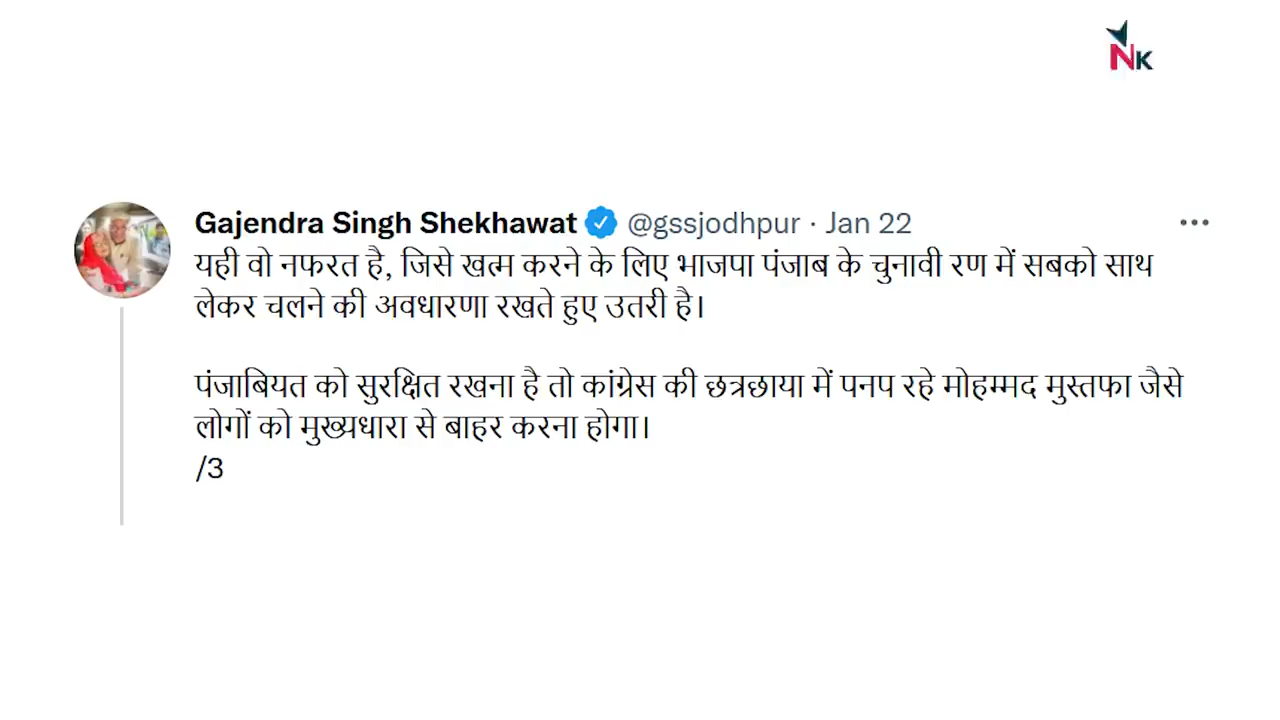 NK
Gajendra Singh Shekhawat @gssjodhpur · Jan 22
यही वो नफरत है, जिसे खत्म करने के लिए भाजपा पंजाब के चुनावी रण में सबको साथ
लेकर चलने की अवधारणा रखते हुए उतरी है।
पंजाबियत को सुरक्षित रखना है तो कांग्रेस की छत्रछाया में पनप रहे मोहम्मद मुस्तफा जैसे
लोगों को मुख्यधारा से बाहर करना होगा।
/3